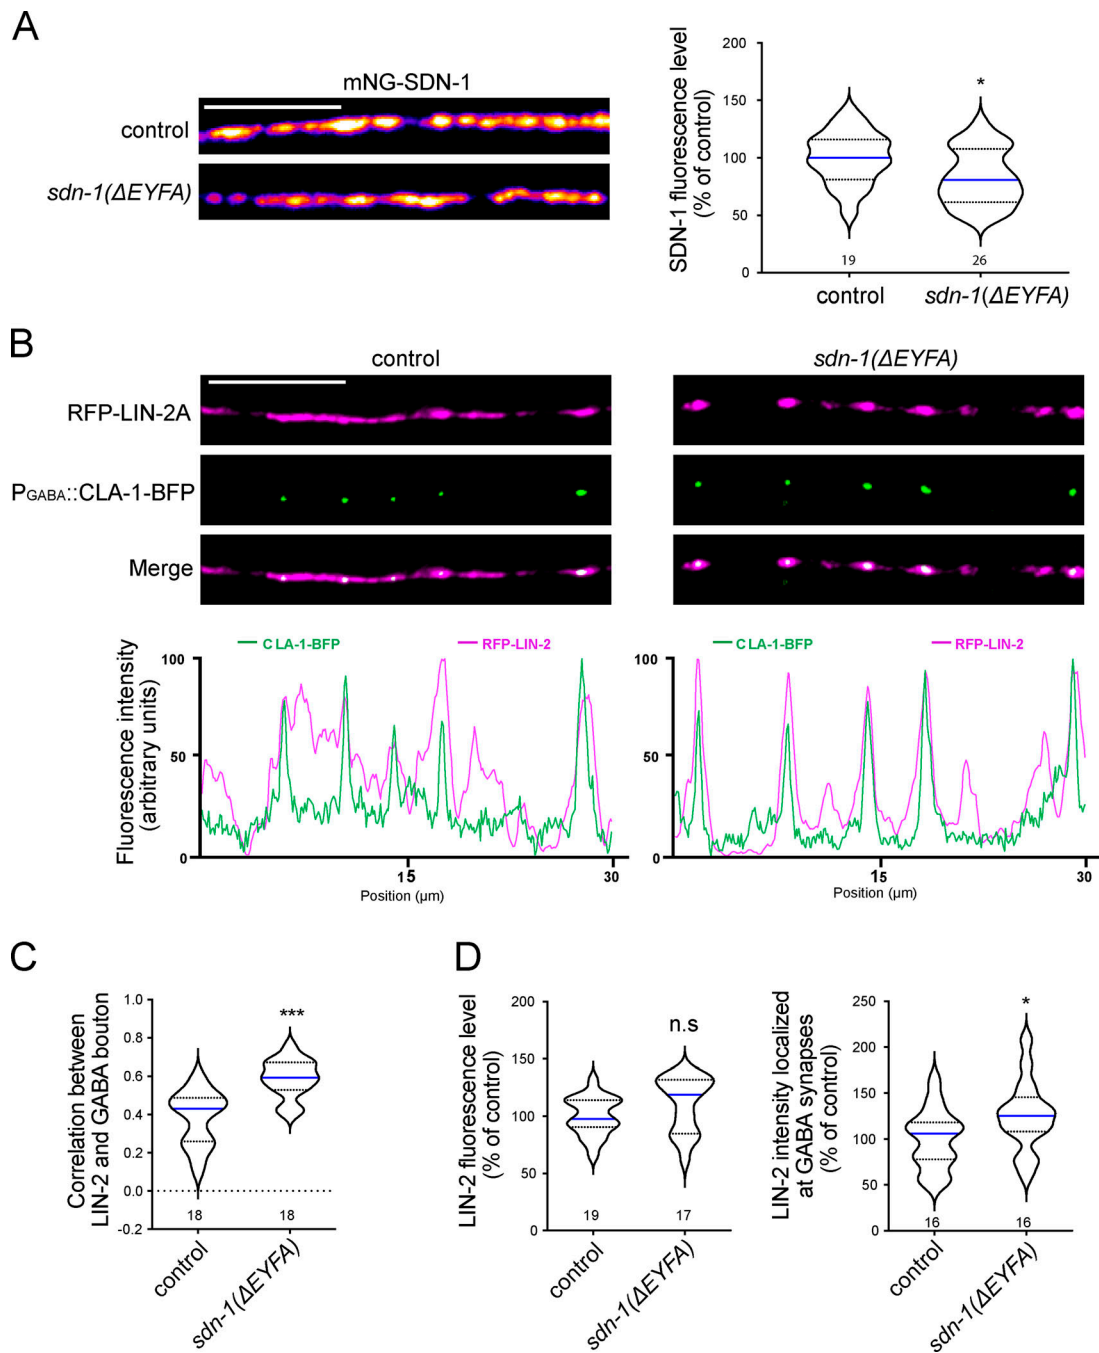 A
mNG-SDN-1
control
sdn-1(ΔEYFA)
SDN-1 fluorescence level
(% of control)
200
150
100
50
0
*
19
26
control
sdn-1(ΔEYFA)
B
control
sdn-1(ΔEYFA)
RFP-LIN-2A
PGABA::CLA-1-BFP
Merge
Fluorescence intensity
(arbitrary units)
CLA-1-BFP
RFP-LIN-2
100
50
0
15
30
Position (µm)
CLA-1-BFP
RFP-LIN-2
100
50
0
15
30
Position (µm)
C
Correlation between
LIN-2 and GABA bouton
1.0
0.8
0.6
0.4
0.2
0.0
-0.2
***
18
18
control
sdn-1(ΔEYFA)
D
LIN-2 fluorescence level
(% of control)
200
150
100
50
0
n.s
19
17
control
sdn-1(ΔEYFA)
LIN-2 intensity localized
at GABA synapses
(% of control)
250
200
150
100
50
0
*
16
16
control
sdn-1(ΔEYFA)